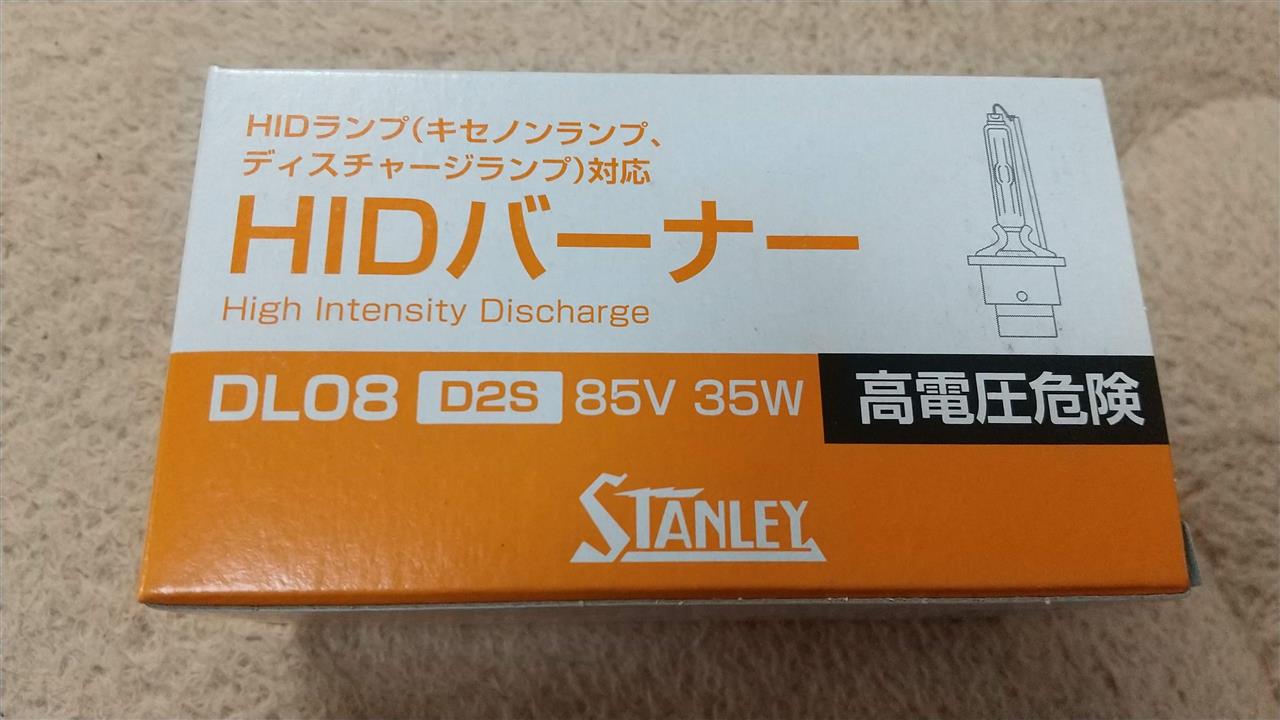 HIDランプ(キセノンランプ、
ディスチャージランプ)対応
HIDバーナー
High Intensity Discharge
DL08 D2S 85V 35W 高電圧危険
STANLEY